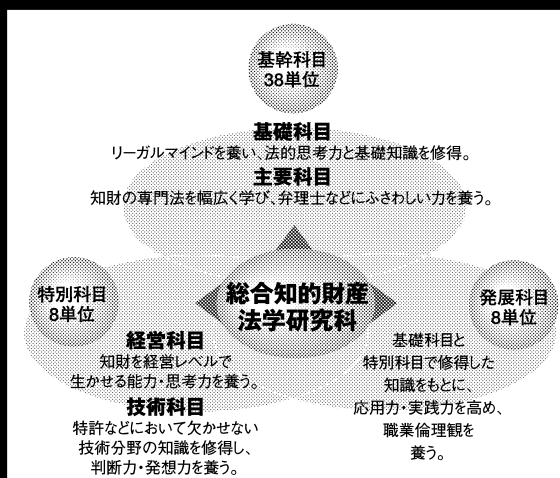 基幹科目
38単位
基礎科目
リーガルマインドを養い、法的思考力と基礎知識を修得。
主要科目
知財の専門法を幅広く学び、弁理士などにふさわしい力を養う。
総合知的財産
法学研究科
特別科目
8単位
経営科目
知財を経営レベルで
生かせる能力・思考力を養う。
技術科目
特許などにおいて欠かせない
技術分野の知識を修得し、
判断力・発想力を養う。
発展科目
8単位
基礎科目と
特別科目で修得した
知識をもとに、
応用力・実践力を高め、
職業倫理観を
養う。